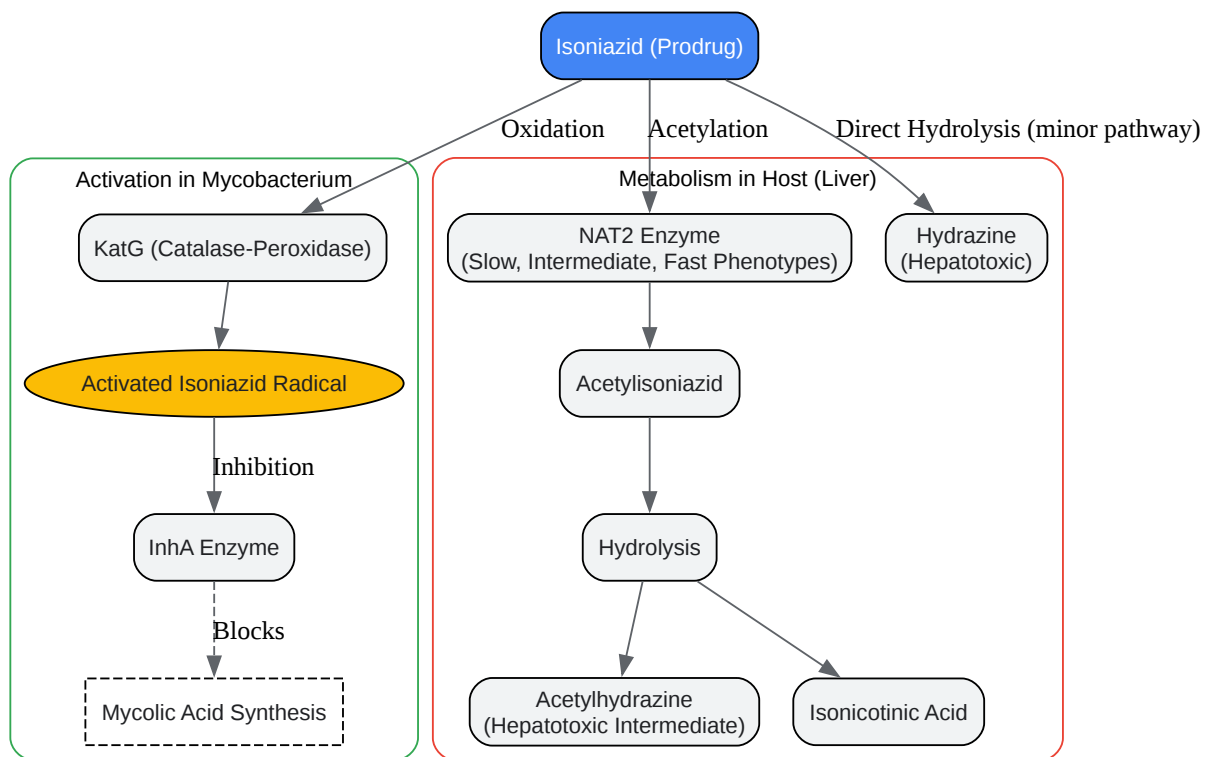 Isoniazid (Prodrug)
Oxidation
Acetylation
Direct Hydrolysis (minor pathway)
Activation in Mycobacterium
Metabolism in Host (Liver)
KatG (Catalase-Peroxidase)
NAT2 Enzyme
(Slow, Intermediate, Fast Phenotypes)
Hydrazine
(Hepatotoxic)
Activated Isoniazid Radical
Acetylisoniazid
Inhibition
InhA Enzyme
Hydrolysis
Blocks
Mycolic Acid Synthesis
Acetylhydrazine
(Hepatotoxic Intermediate)
Isonicotinic Acid